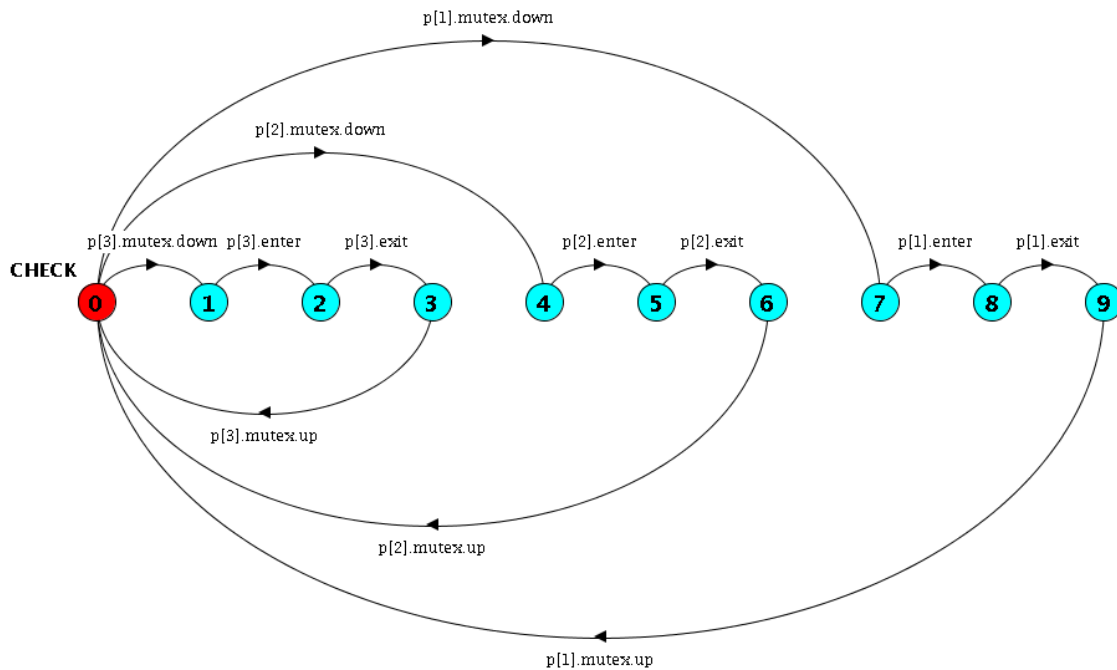 p[1].mutex.down
p[2].mutex.down
p[3].mutex.down p[3].enter p[3].exit p[2].enter p[2].exit p[1].enter p[1].exit
CHECK
0 1 2 3 4 5 6 7 8 9
p[3].mutex.up
p[2].mutex.up
p[1].mutex.up